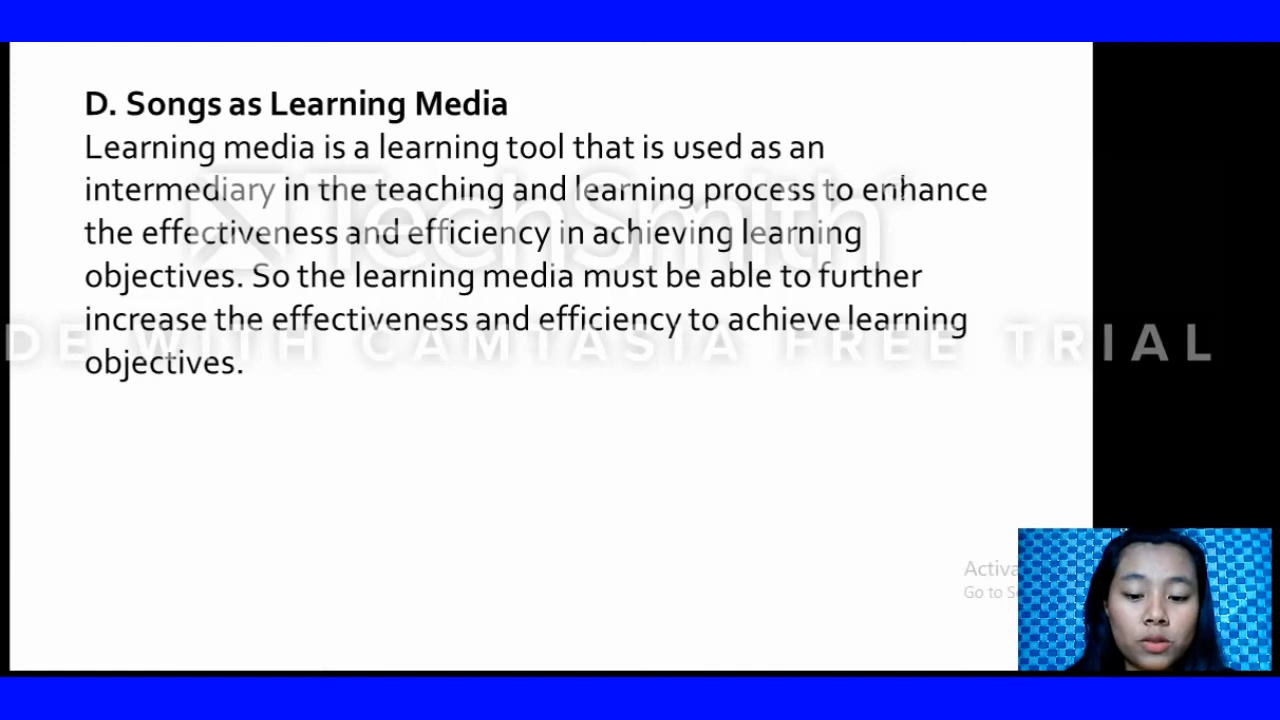 D. Songs as Learning Media
Learning media is a learning tool that is used as an
intermediary in the teaching and learning process to enhance
the effectiveness and efficiency in achieving learning
objectives. So the learning media must be able to further
increase the effectiveness and efficiency to achieve learning
objectives.
TechSmith
WITH CAMTASIA FREE TRIAL
Go to